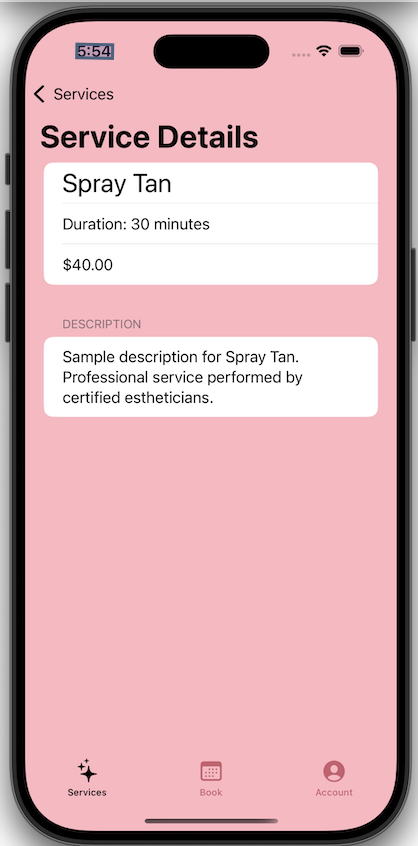 5:54
Services
Service Details
Spray Tan
Duration: 30 minutes
$40.00
DESCRIPTION
Sample description for Spray Tan.
Professional service performed by
certified estheticians.
Services
Book
Account